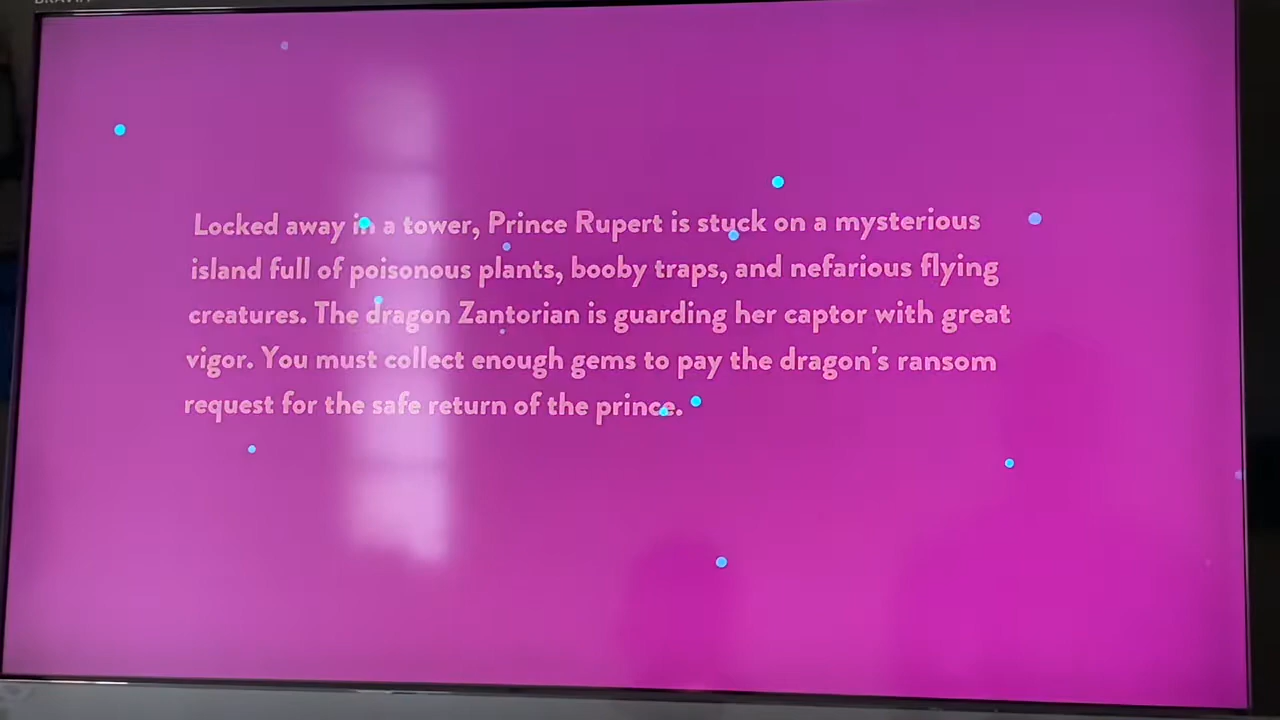 Locked away in a tower, Prince Rupert is stuck on a mysterious
island full of poisonous plants, booby traps, and nefarious flying
creatures. The dragon Zantorian is guarding her captor with great
vigor. You must collect enough gems to pay the dragon's ransom
request for the safe return of the prince.